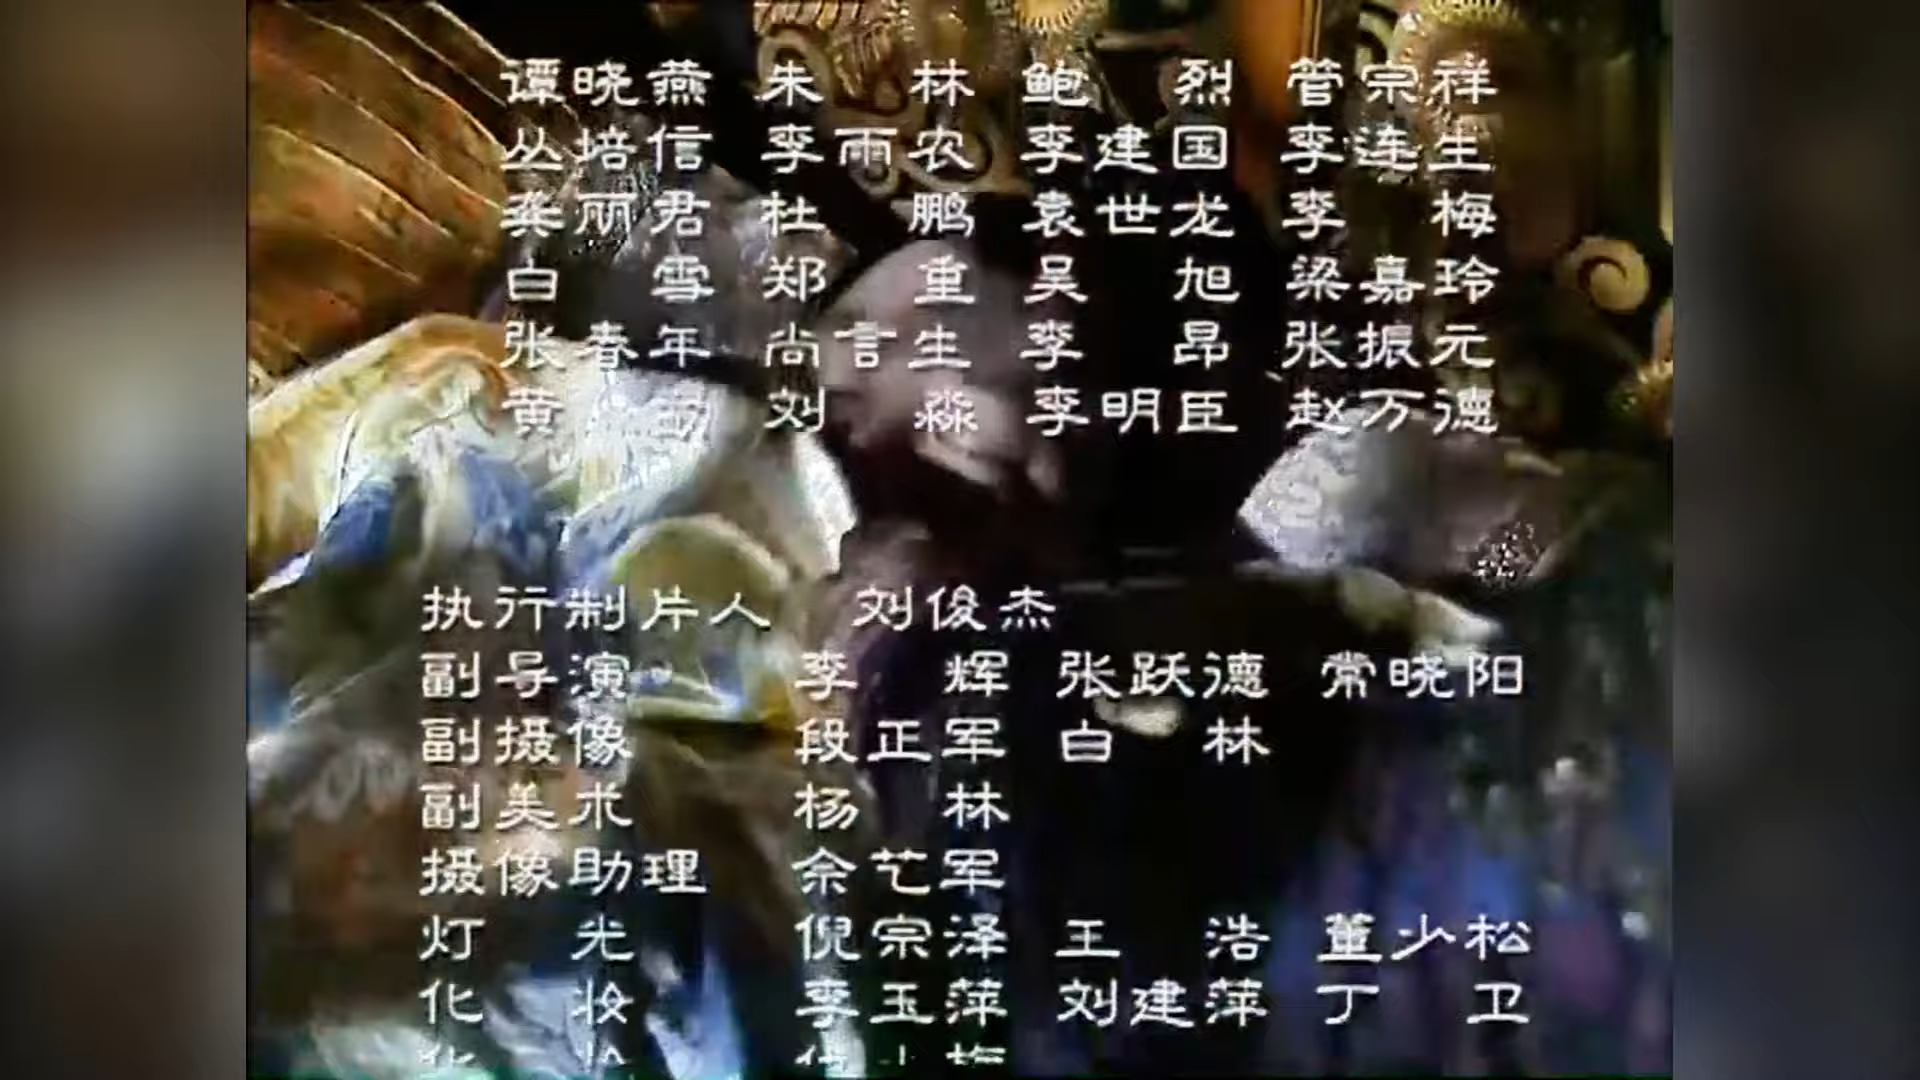 谭晓燕 朱林 鲍烈 管宗祥
丛培信 李雨农 李建国 李连生
龚丽君 杜鹏 袁世龙 李梅
白雪 郑重 吴旭 梁嘉玲
张春年 尚言生 李昂 张振元
黄 刘淼 李明臣 赵万德
执行制片人 刘俊杰
副导演 李辉 张跃德 常晓阳
副摄像 段正军 白林
副美术 杨林
摄像助理 余艺军
灯光 倪宗泽 王浩 董少松
化妆 李玉萍 刘建萍 丁卫